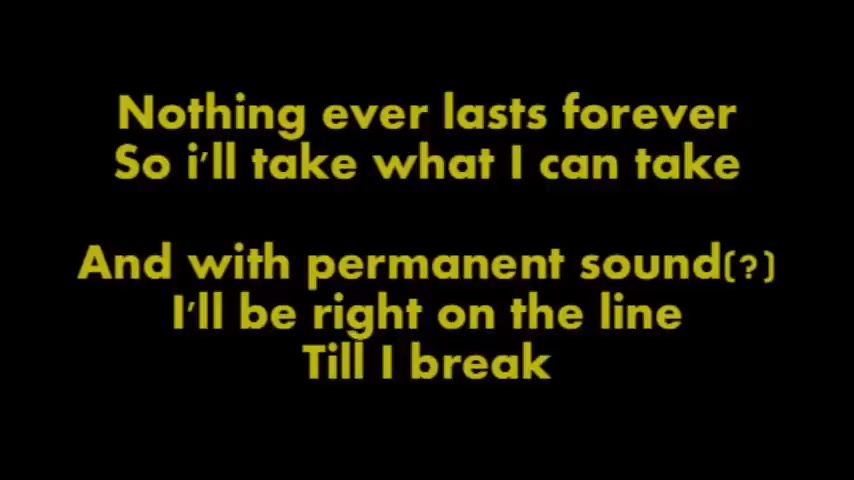 Nothing ever lasts forever
So i'll take what I can take
And with permanent sound(?)
I'll be right on the line
Till I break